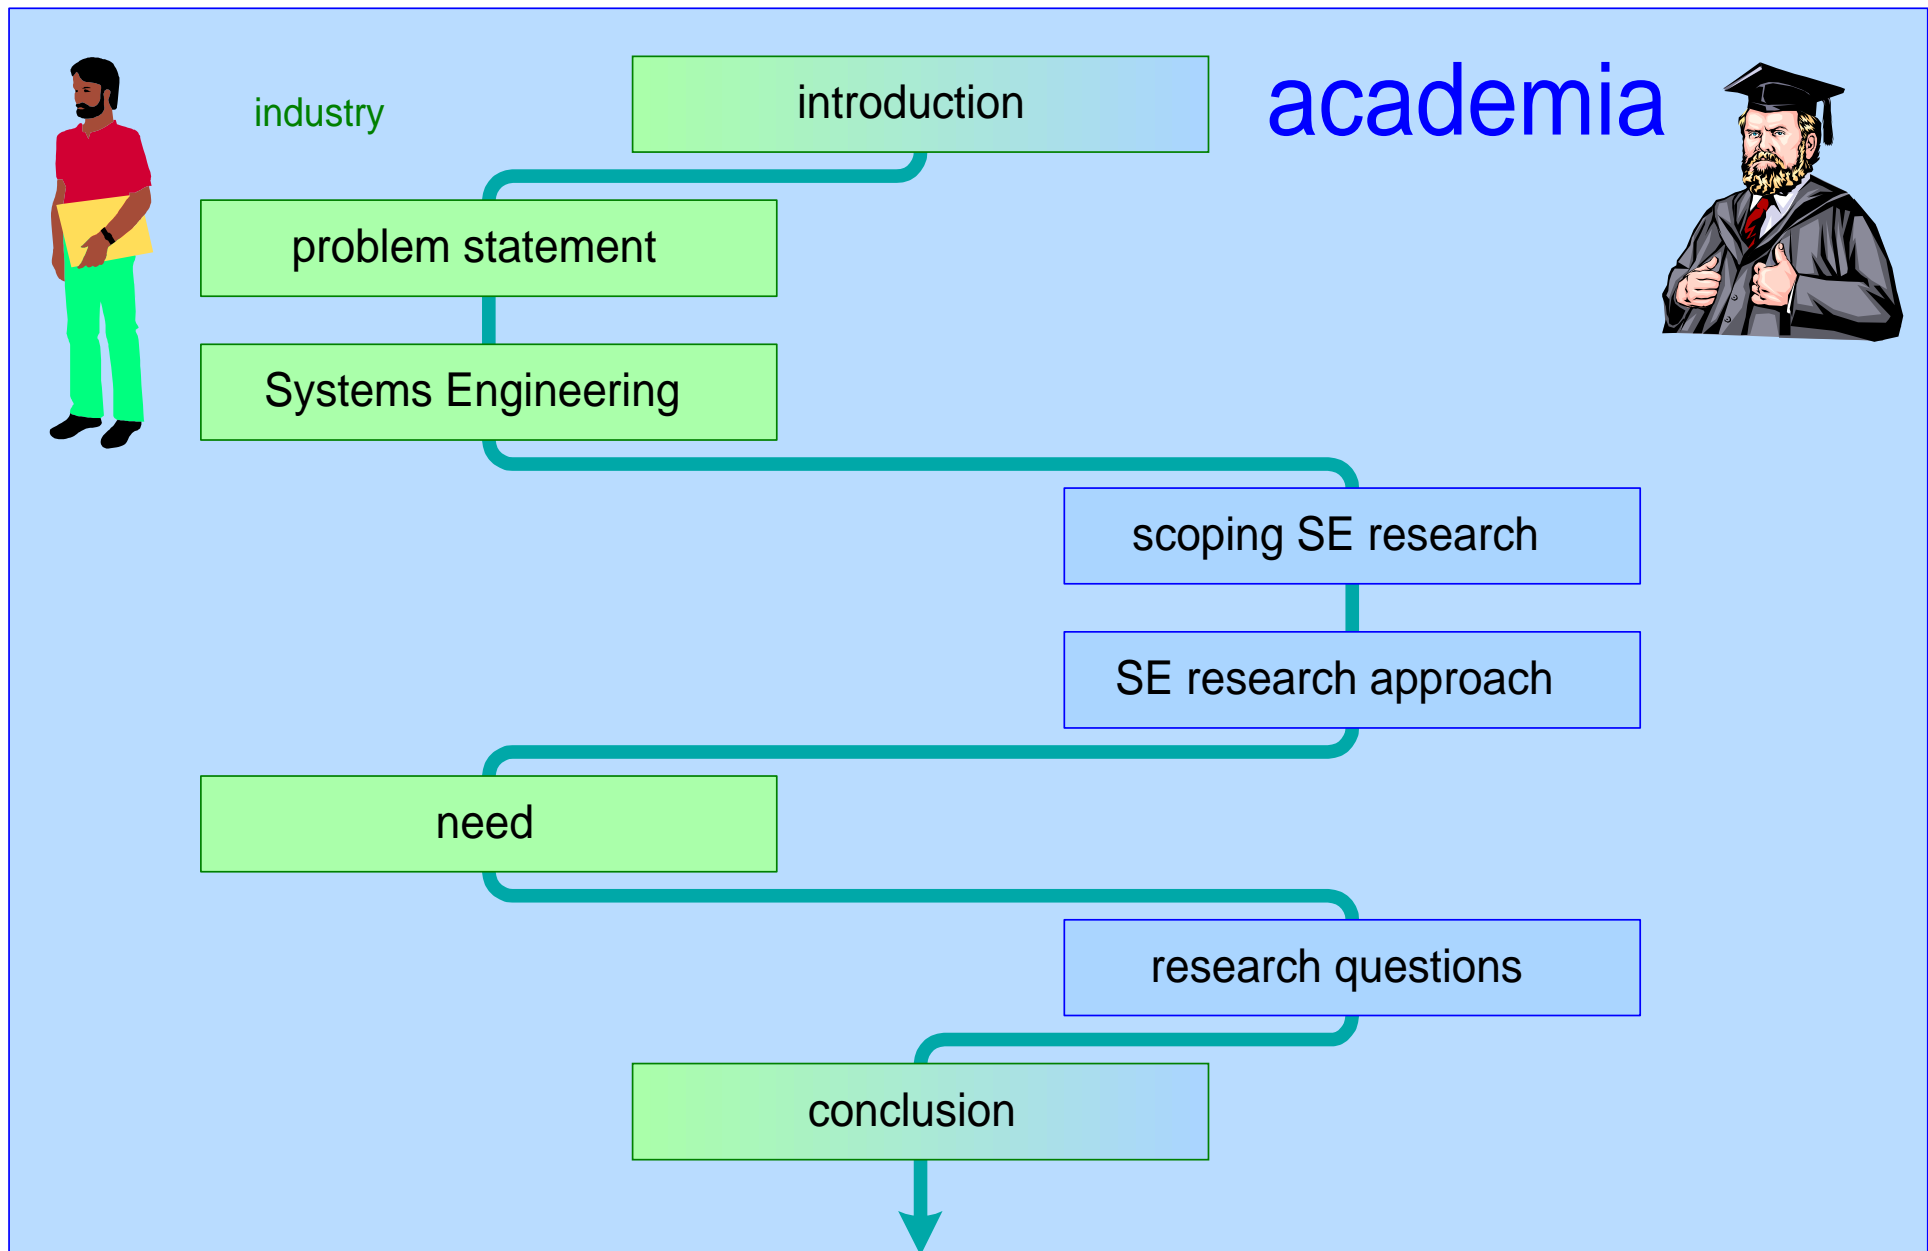 industry
introduction
academia
problem statement
Systems Engineering
scoping SE research
SE research approach
need
research questions
conclusion